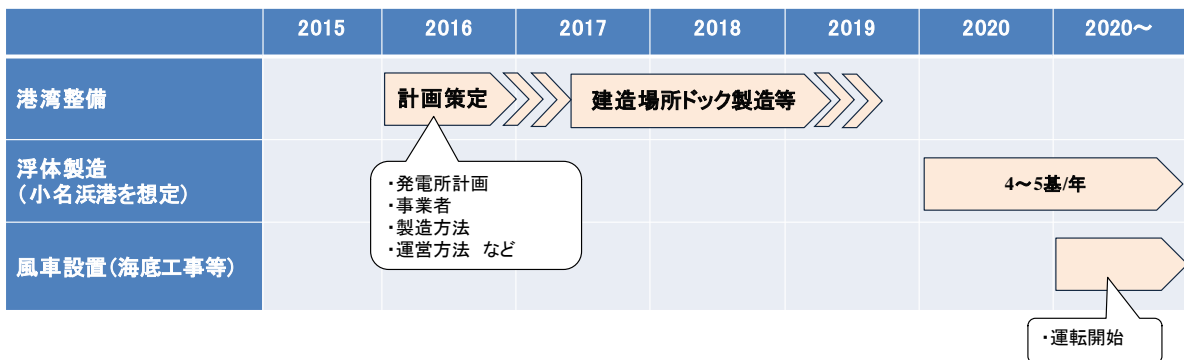 2015 2016 2017 2018 2019 2020 2020～
港湾整備
計画策定 建造場所ドック製造等
・発電所計画
・事業者
・製造方法
・運営方法　など
浮体製造
（小名浜港を想定）
4～5基/年
風車設置（海底工事等）
・運転開始